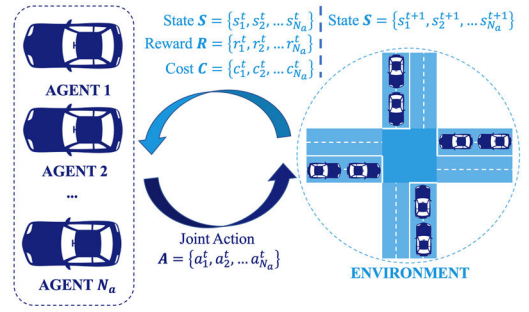 State S = {s_1^t, s_2^t, ... s_{N_a}^t}
Reward R = {r_1^t, r_2^t, ... r_{N_a}^t}
Cost C = {c_1^t, c_2^t, ... c_{N_a}^t}
State S = {s_1^{t+1}, s_2^{t+1}, ... s_{N_a}^{t+1}}
AGENT 1
AGENT 2
...
AGENT N_a
Joint Action
A = {a_1^t, a_2^t, ... a_{N_a}^t}
ENVIRONMENT